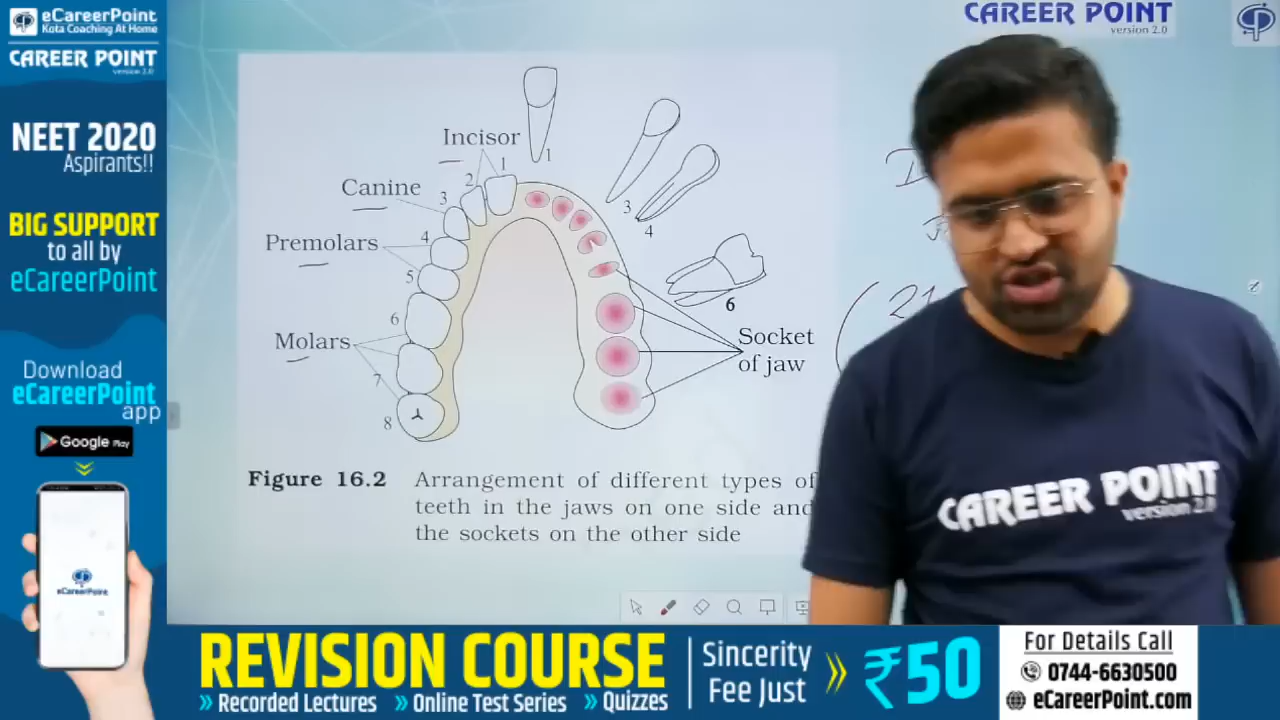 eCareerPoint
Kota Coaching At Home
CAREER POINT
version 2.0
NEET 2020
Aspirants!!
BIG SUPPORT
to all by
eCareerPoint
Download
eCareerPoint
app
Google Play
eCareerPoint
CAREER POINT
version 2.0
Incisor
1
2
Canine
3
Premolars
4
5
Molars
6
7
8
1
3
4
6
Socket
of jaw
Figure 16.2 Arrangement of different types of
teeth in the jaws on one side and
the sockets on the other side
(21
CAREER POINT
version 2.0
REVISION COURSE
» Recorded Lectures » Online Test Series » Quizzes
Sincerity
Fee Just
» ₹50
For Details Call
0744-6630500
eCareerPoint.com